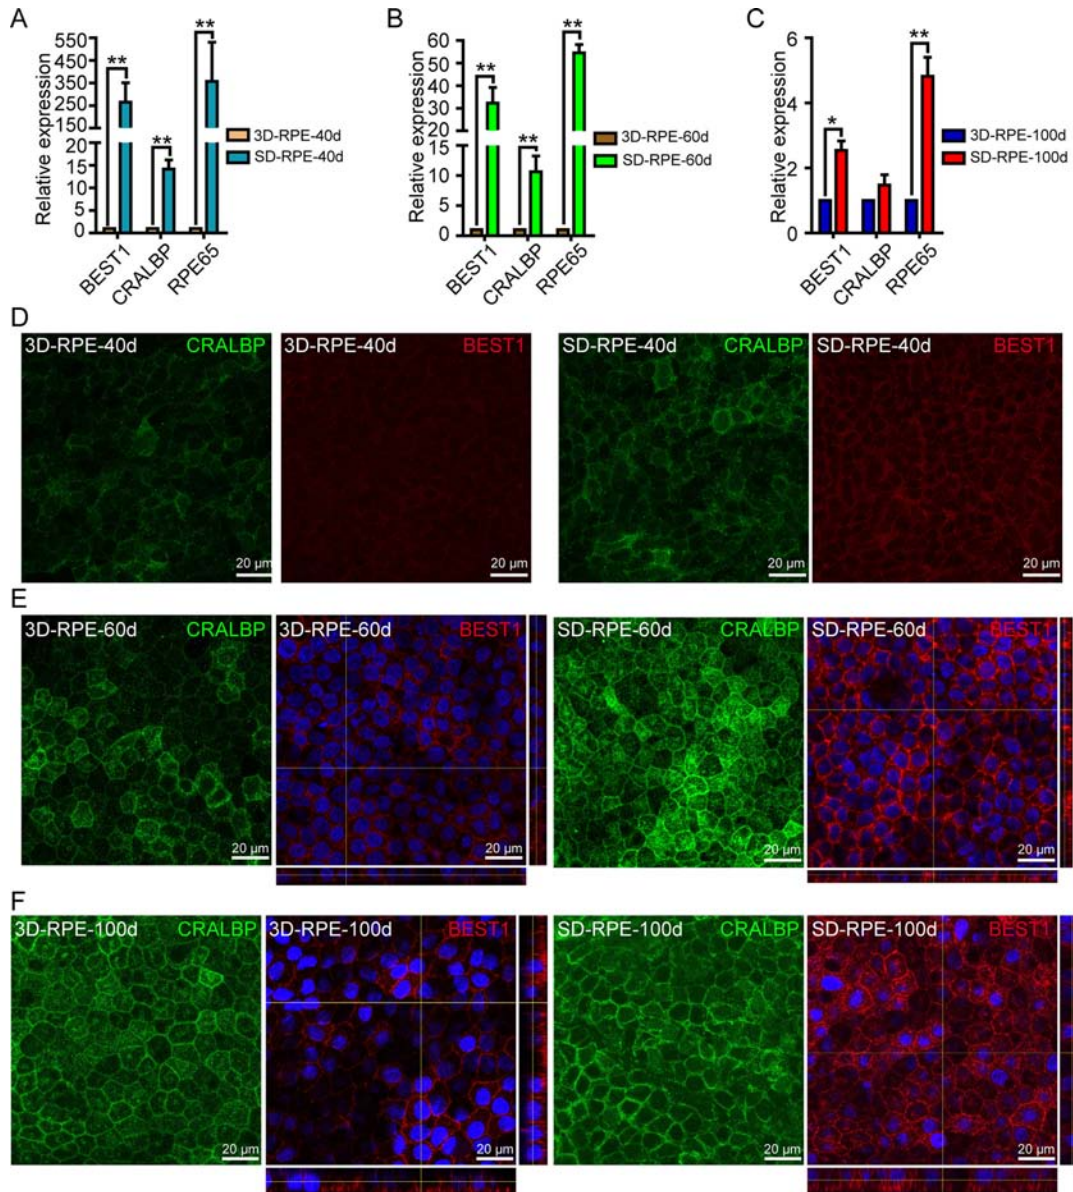 A
Relative expression
550
450
350
250
150
20
15
10
5
0
**
**
**
BEST1
CRALBP
RPE65
3D-RPE-40d
SD-RPE-40d
B
Relative expression
60
50
40
30
20
15
10
5
0
**
**
**
BEST1
CRALBP
RPE65
3D-RPE-60d
SD-RPE-60d
C
Relative expression
6
4
2
0
*
**
BEST1
CRALBP
RPE65
3D-RPE-100d
SD-RPE-100d
D
3D-RPE-40d CRALBP
20 µm
3D-RPE-40d BEST1
20 µm
SD-RPE-40d CRALBP
20 µm
SD-RPE-40d BEST1
20 µm
E
3D-RPE-60d CRALBP
20 µm
3D-RPE-60d BEST1
20 µm
SD-RPE-60d CRALBP
20 µm
SD-RPE-60d BEST1
20 µm
F
3D-RPE-100d CRALBP
20 µm
3D-RPE-100d BEST1
20 µm
SD-RPE-100d CRALBP
20 µm
SD-RPE-100d BEST1
20 µm